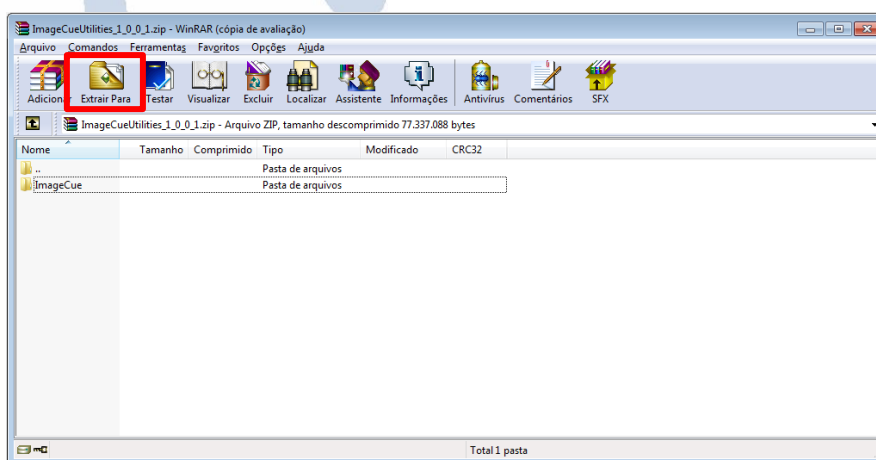 ImageCueUtilities_1_0_0_1.zip - WinRAR (cópia de avaliação)
Arquivo Comandos Ferramentas Favoritos Opções Ajuda
Adicionar Extrair Para Testar Visualizar Excluir Localizar Assistente Informações Antivírus Comentários SFX
ImageCueUtilities_1_0_0_1.zip - Arquivo ZIP, tamanho descomprimido 77.337.088 bytes
Nome Tamanho Comprimido Tipo Modificado CRC32
.. Pasta de arquivos
ImageCue Pasta de arquivos
Total 1 pasta